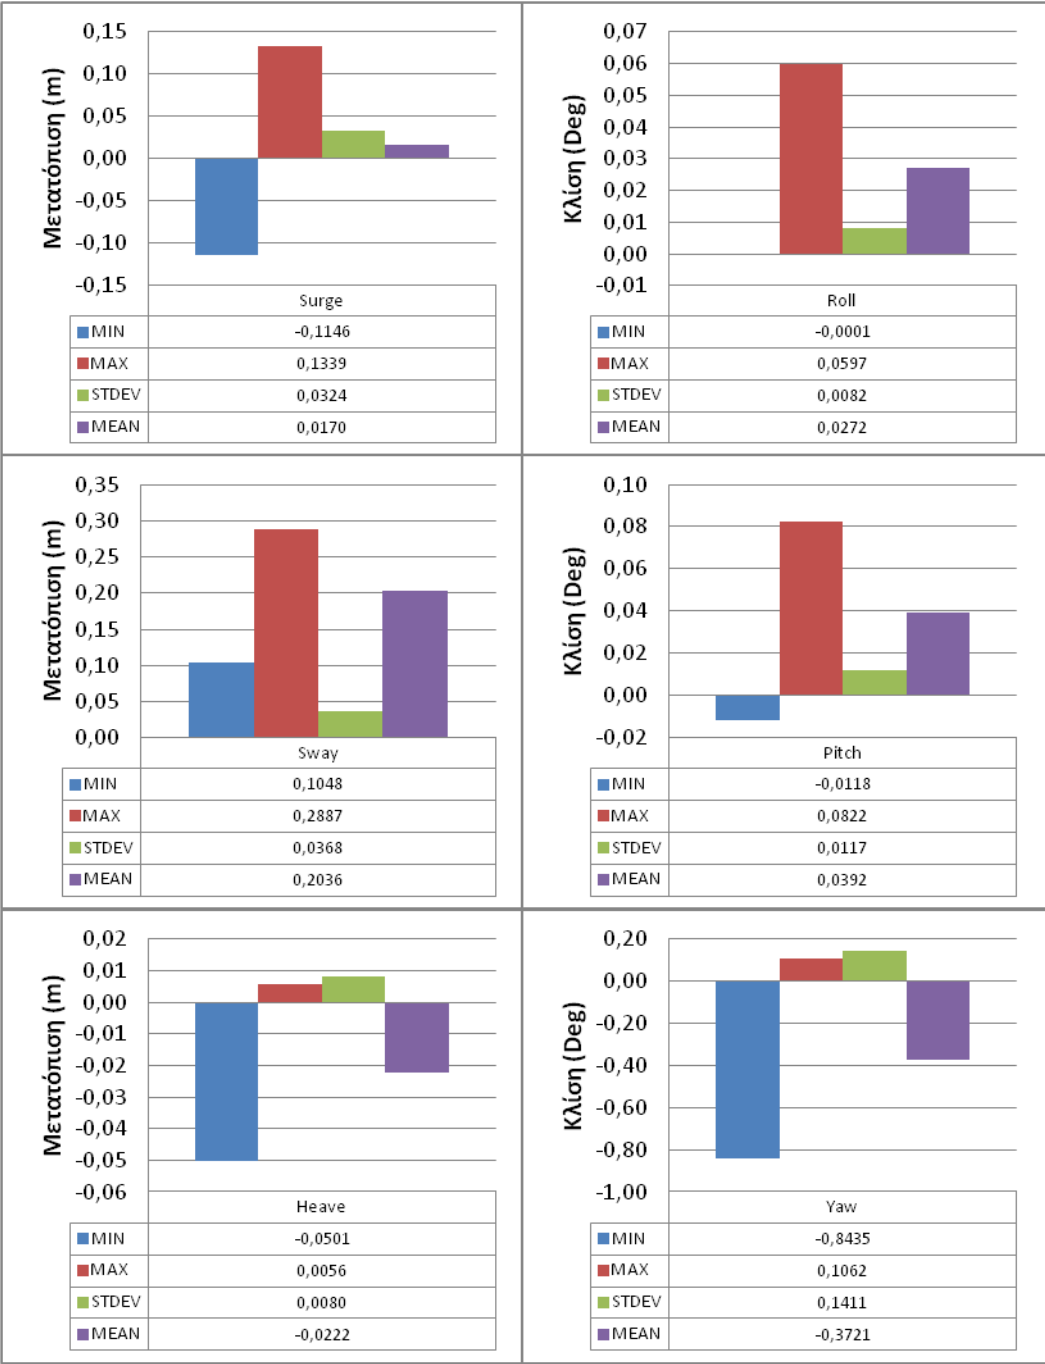 0,15
0,10
0,05
0,00
-0,05
-0,10
-0,15
Μετατόπιση (m)
Surge
MIN -0,1146
MAX 0,1339
STDEV 0,0324
MEAN 0,0170
0,07
0,06
0,05
0,04
0,03
0,02
0,01
0,00
-0,01
Κλίση (Deg)
Roll
MIN -0,0001
MAX 0,0597
STDEV 0,0082
MEAN 0,0272
0,35
0,30
0,25
0,20
0,15
0,10
0,05
0,00
Μετατόπιση (m)
Sway
MIN 0,1048
MAX 0,2887
STDEV 0,0368
MEAN 0,2036
0,10
0,08
0,06
0,04
0,02
0,00
-0,02
Κλίση (Deg)
Pitch
MIN -0,0118
MAX 0,0822
STDEV 0,0117
MEAN 0,0392
0,02
0,01
0,00
-0,01
-0,02
-0,03
-0,04
-0,05
-0,06
Μετατόπιση (m)
Heave
MIN -0,0501
MAX 0,0056
STDEV 0,0080
MEAN -0,0222
0,20
0,00
-0,20
-0,40
-0,60
-0,80
-1,00
Κλίση (Deg)
Yaw
MIN -0,8435
MAX 0,1062
STDEV 0,1411
MEAN -0,3721